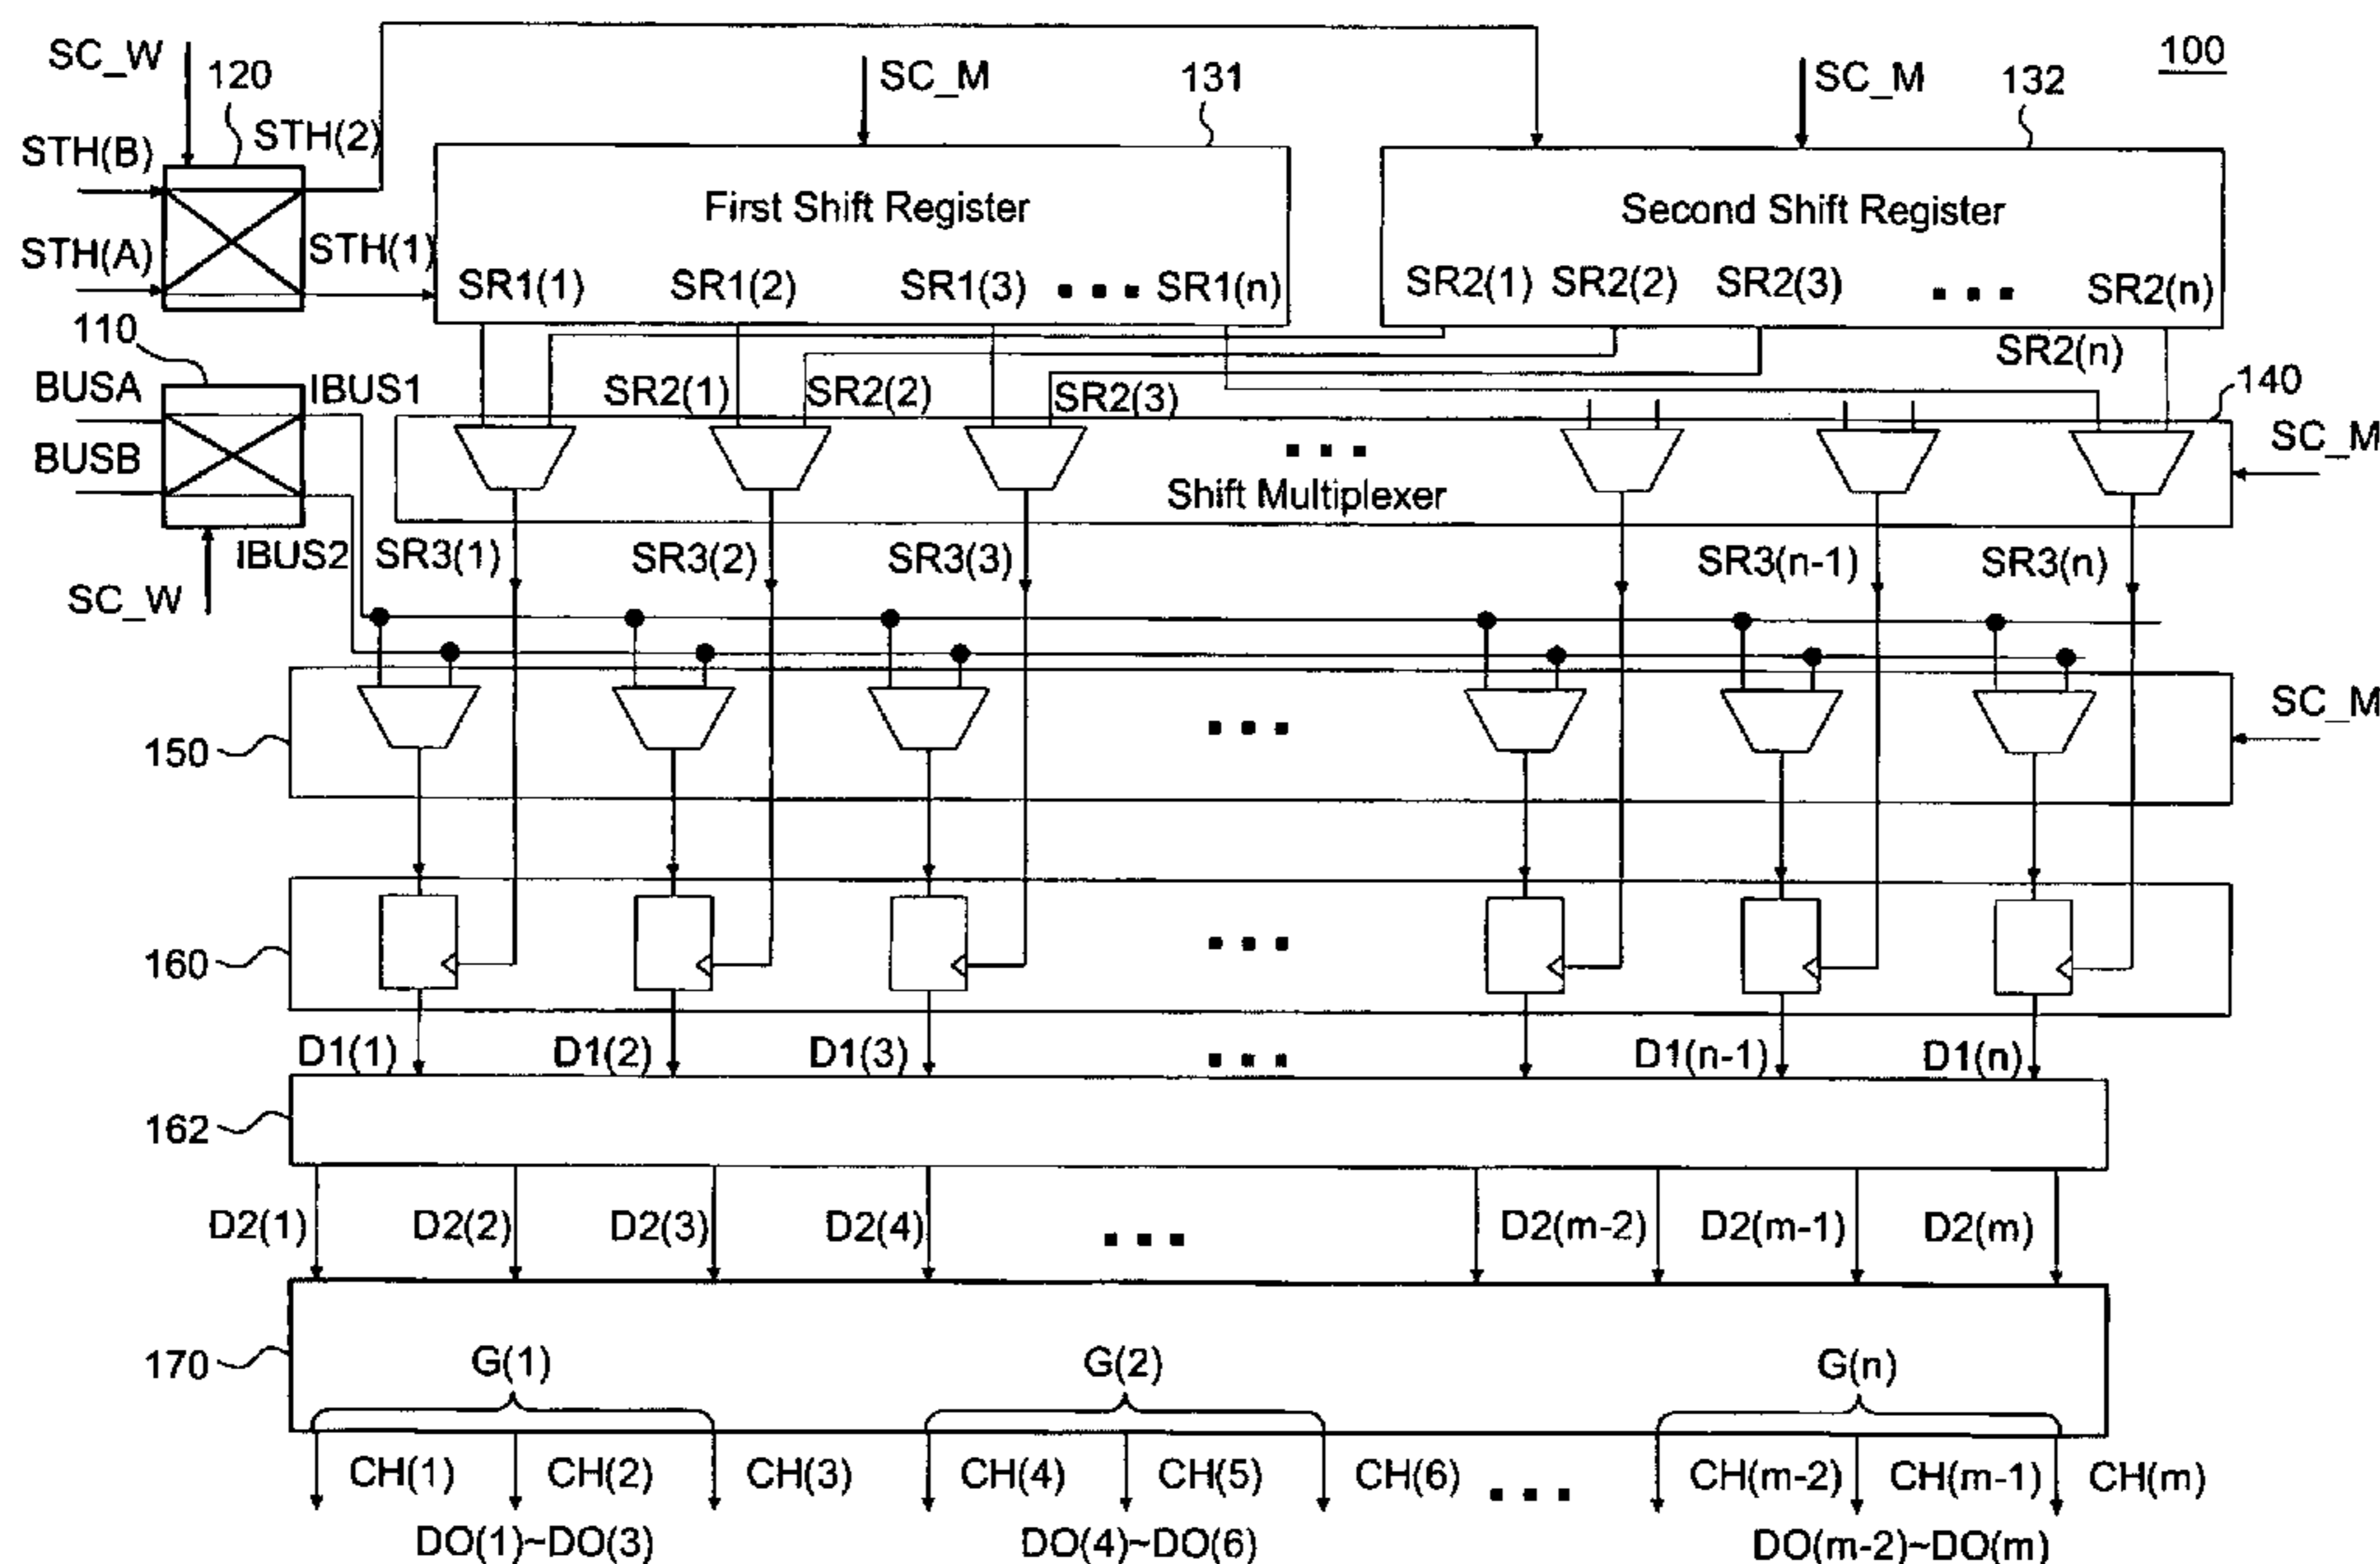 SC_W
120
SC_M
131
SC_M
132
100
STH(B)
STH(2)
STH(A)
STH(1)
First Shift Register
Second Shift Register
SR1(1)
SR1(2)
SR1(3)
...
SR1(n)
SR2(1)
SR2(2)
SR2(3)
...
SR2(n)
110
BUSA
IBUS1
BUSB
SR2(1)
SR2(2)
SR2(3)
SR2(n)
140
SC_M
...
Shift Multiplexer
IBUS2
SR3(1)
SR3(2)
SR3(3)
SR3(n-1)
SR3(n)
SC_W
150
...
SC_M
160
...
D1(1)
D1(2)
D1(3)
...
D1(n-1)
D1(n)
162
D2(1)
D2(2)
D2(3)
D2(4)
...
D2(m-2)
D2(m-1)
D2(m)
170
G(1)
G(2)
G(n)
CH(1)
CH(2)
CH(3)
CH(4)
CH(5)
CH(6)
...
CH(m-2)
CH(m-1)
CH(m)
DO(1)~DO(3)
DO(4)~DO(6)
DO(m-2)~DO(m)